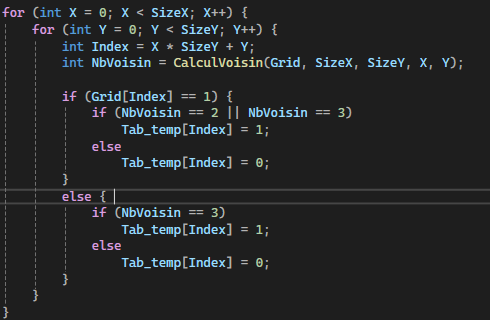 for (int X = 0; X < SizeX; X++) {
    for (int Y = 0; Y < SizeY; Y++) {
        int Index = X * SizeY + Y;
        int NbVoisin = CalculVoisin(Grid, SizeX, SizeY, X, Y);

        if (Grid[Index] == 1) {
            if (NbVoisin == 2 || NbVoisin == 3)
                Tab_temp[Index] = 1;
            else
                Tab_temp[Index] = 0;
        }
        else {
            if (NbVoisin == 3)
                Tab_temp[Index] = 1;
            else
                Tab_temp[Index] = 0;
        }
    }
}